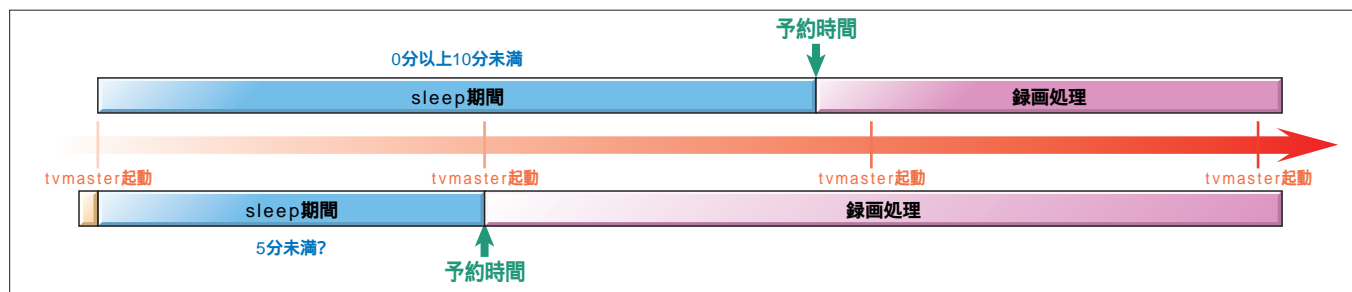 予約時間
0分以上10分未満
sleep期間
録画処理
tvmaster起動
tvmaster起動
tvmaster起動
tvmaster起動
sleep期間
録画処理
5分未満?
予約時間